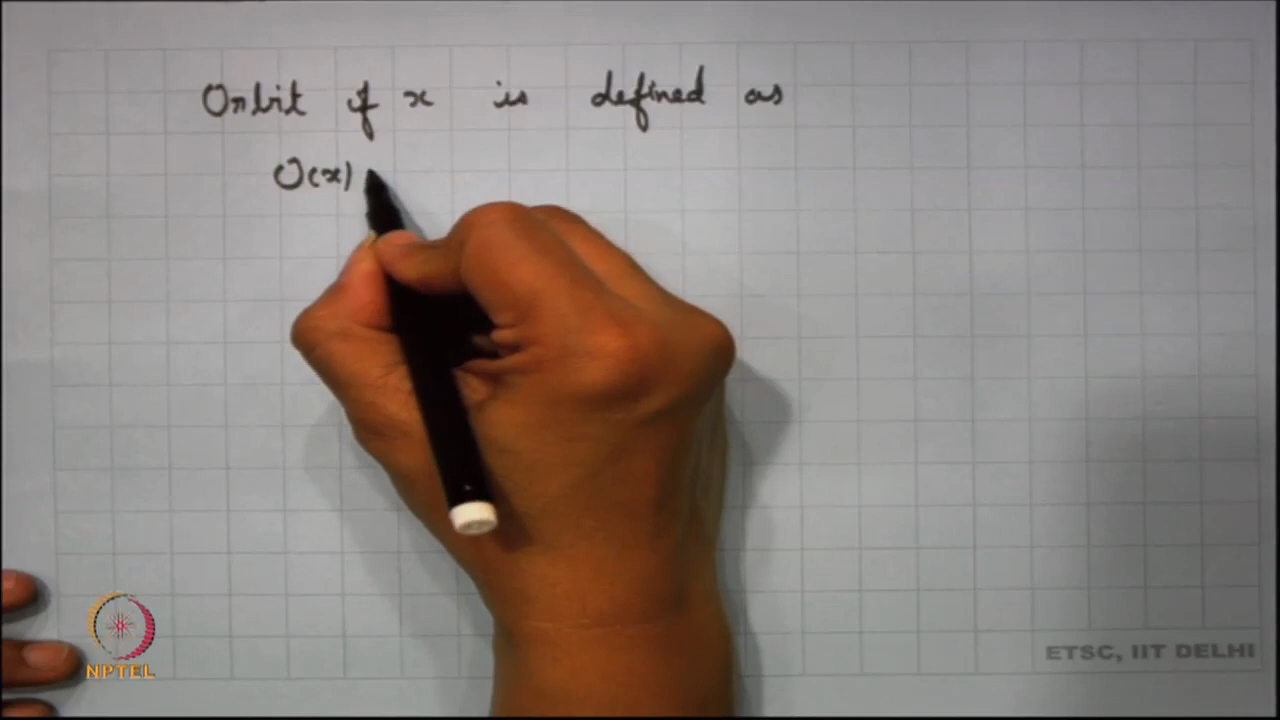 Orbit of x is defined as
O(x)
NPTEL
ETSC, IIT DELHI